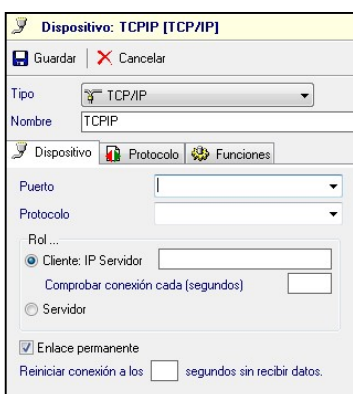 Dispositivo: TCPIP [TCP/IP]
Guardar Cancelar
Tipo TCP/IP
Nombre TCPIP
Dispositivo Protocolo Funciones
Puerto
Protocolo
Rol ...
Cliente: IP Servidor
Comprobar conexión cada (segundos)
Servidor
Enlace permanente
Reiniciar conexión a los segundos sin recibir datos.